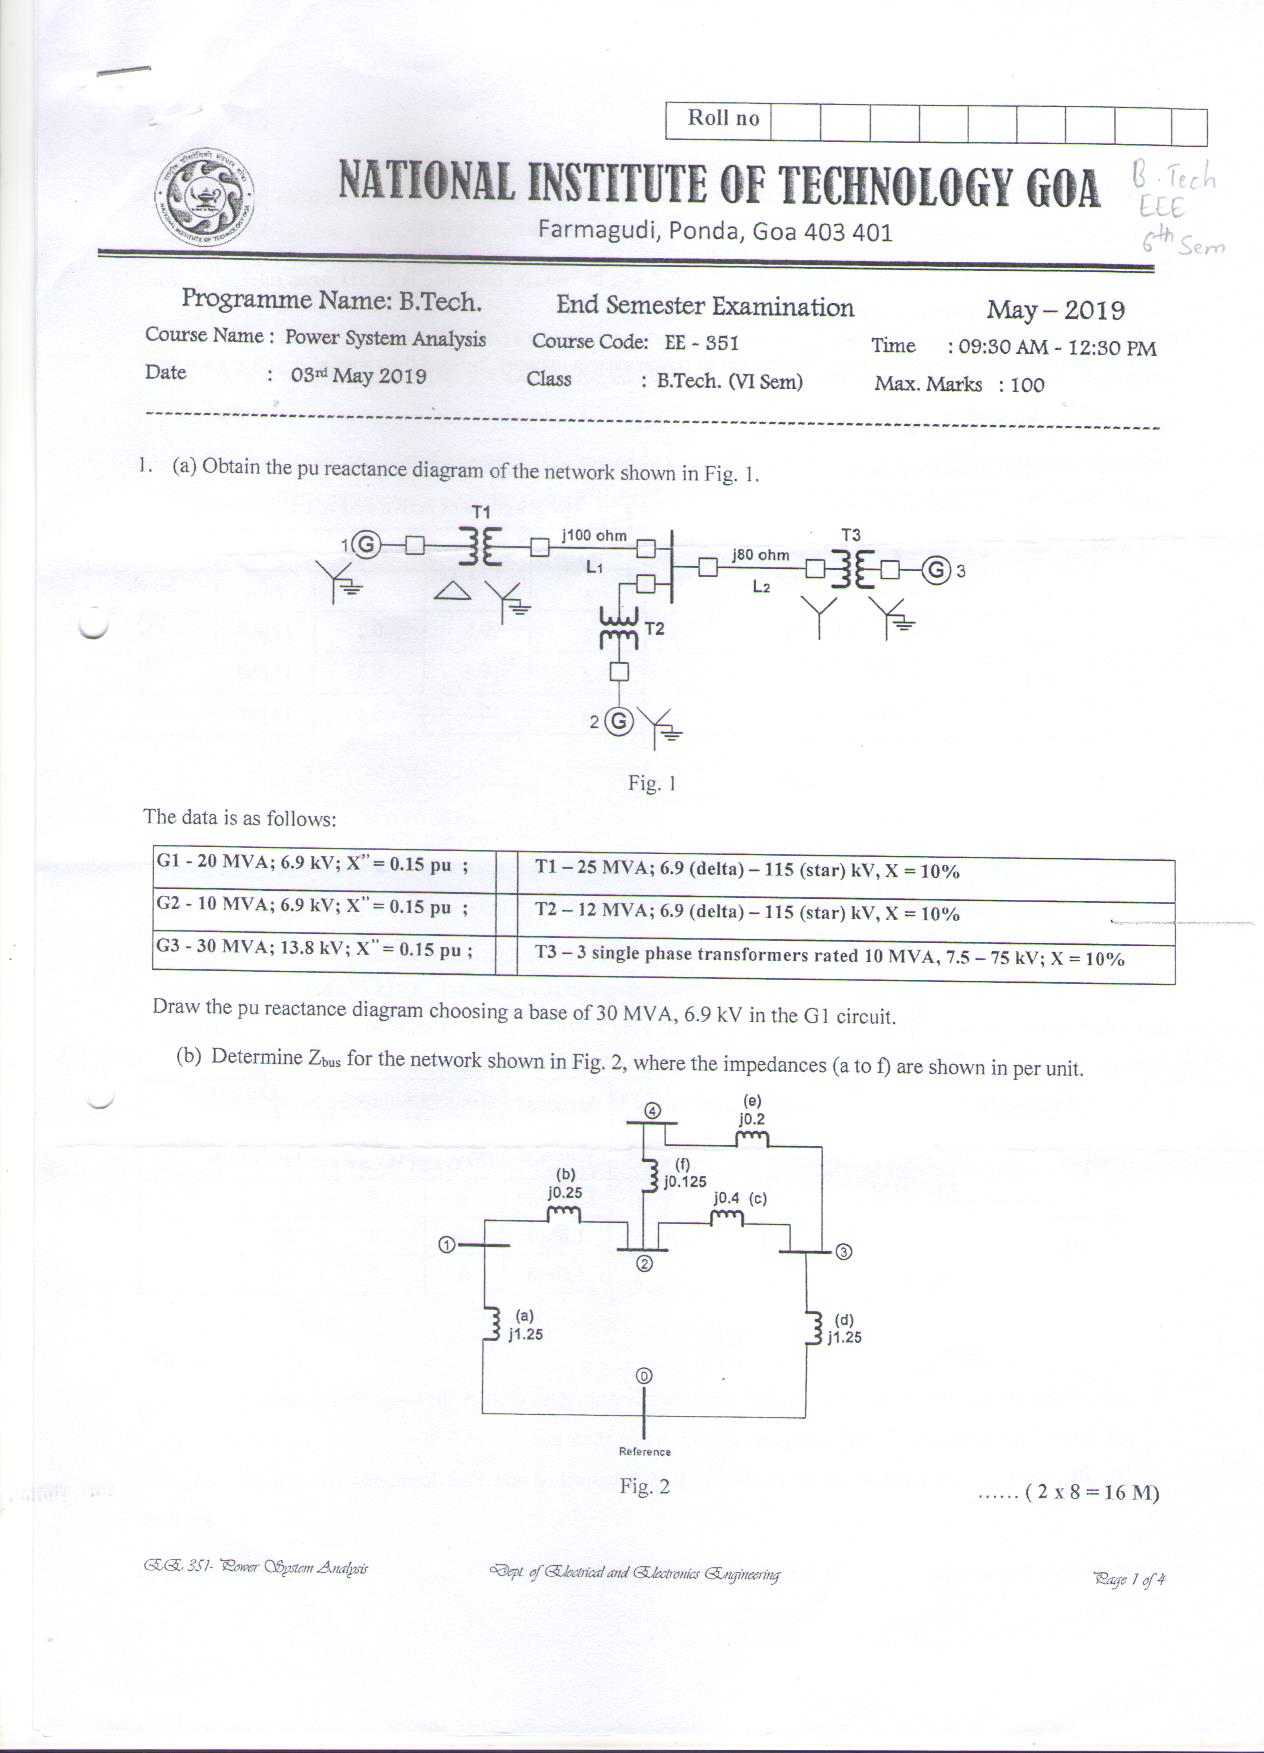 Roll no
NATIONAL INSTITUTE OF TECHNOLOGY GOA
Farmagudi, Ponda, Goa 403 401
B.Tech
EEE
6th Sem
Programme Name: B.Tech. End Semester Examination May – 2019
Course Name : Power System Analysis Course Code: EE - 351 Time : 09:30 AM - 12:30 PM
Date : 03rd May 2019 Class : B.Tech. (VI Sem) Max. Marks : 100
1. (a) Obtain the pu reactance diagram of the network shown in Fig. 1.
T1
1 G j100 ohm T3
L1 j80 ohm G 3
L2
T2
2 G
Fig. 1
The data is as follows:
G1 - 20 MVA; 6.9 kV; X"= 0.15 pu ; T1 – 25 MVA; 6.9 (delta) – 115 (star) kV, X = 10%
G2 - 10 MVA; 6.9 kV; X"= 0.15 pu ; T2 – 12 MVA; 6.9 (delta) – 115 (star) kV, X = 10%
G3 - 30 MVA; 13.8 kV; X"= 0.15 pu ; T3 – 3 single phase transformers rated 10 MVA, 7.5 – 75 kV; X = 10%
Draw the pu reactance diagram choosing a base of 30 MVA, 6.9 kV in the G1 circuit.
(b) Determine Zbus for the network shown in Fig. 2, where the impedances (a to f) are shown in per unit.
(e)
4 j0.2
(b) (f)
j0.25 j0.125
j0.4 (c)
1 2 3
(a) (d)
j1.25 j1.25
0
Reference
Fig. 2
...... ( 2 x 8 = 16 M)
EE 351- Power System Analysis Dept. of Electrical and Electronics Engineering Page 1 of 4